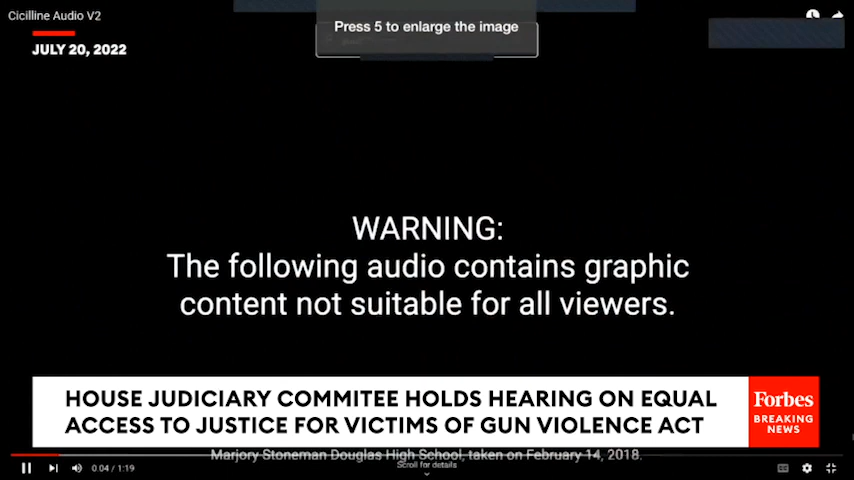 Cicilline Audio V2
Press 5 to enlarge the image
JULY 20, 2022
WARNING:
The following audio contains graphic
content not suitable for all viewers.
HOUSE JUDICIARY COMMITEE HOLDS HEARING ON EQUAL
ACCESS TO JUSTICE FOR VICTIMS OF GUN VIOLENCE ACT
Forbes
BREAKING
NEWS
Marjory Stoneman Douglas High School, taken on February 14, 2018.
0:04 / 1:19
Scroll for details